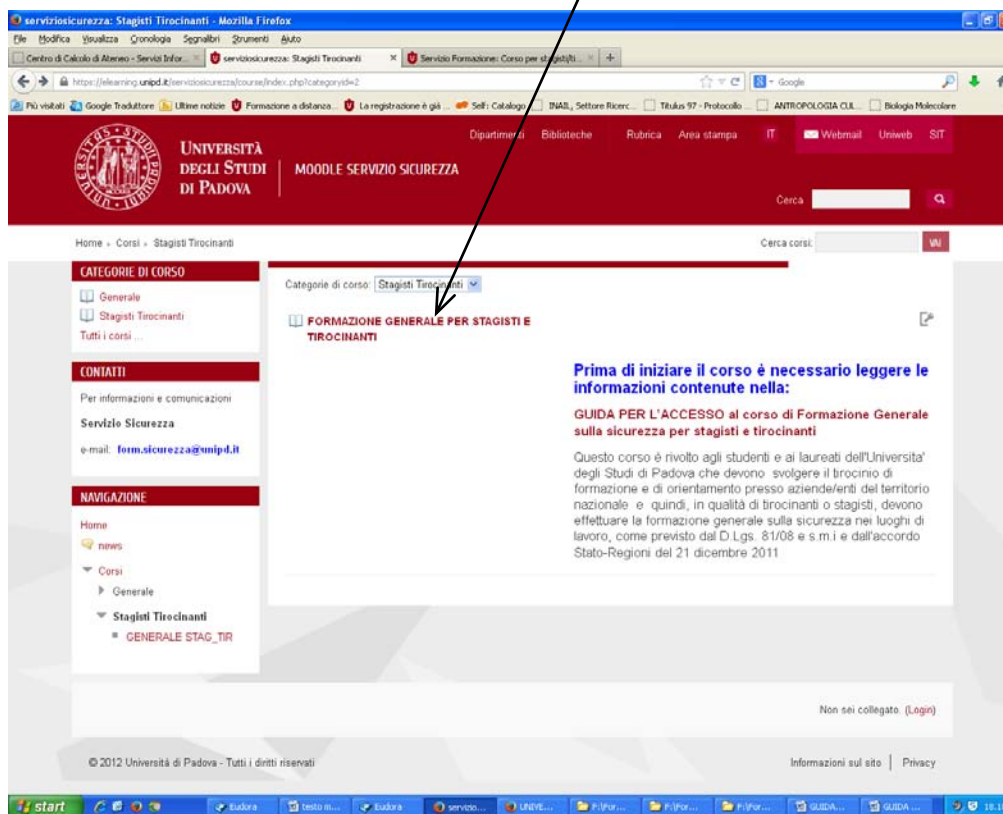 serviziosicurezza: Stagisti Tirocinanti - Mozilla Firefox
File Modifica Visualizza Cronologia Segnalibri Strumenti Aiuto
Centro di Calcolo di Ateneo - Servizi Infor... serviziosicurezza: Stagisti Tirocinanti Servizio Formazione: Corso per stagisti/ti...
https://elearning.unipd.it/serviziosicurezza/course/index.php?categoryid=2 Google
Più visitati Google Traduttore Ultime notizie Formazione a distanza... La registrazione è già ... Self: Catalogo INAIL, Settore Ricerc... Titulus 97 - Protocollo ... ANTROPOLOGIA CUL... Biologia Molecolare
Dipartimenti Biblioteche Rubrica Area stampa IT Webmail Uniweb SIT
UNIVERSITÀ
DEGLI STUDI
DI PADOVA
MOODLE SERVIZIO SICUREZZA
Cerca
Home Corsi Stagisti Tirocinanti
Cerca corsi: VAI
CATEGORIE DI CORSO
Generale
Stagisti Tirocinanti
Tutti i corsi ...
CONTATTI
Per informazioni e comunicazioni
Servizio Sicurezza
e-mail: form.sicurezza@unipd.it
NAVIGAZIONE
Home
news
Corsi
Generale
Stagisti Tirocinanti
GENERALE STAG_TIR
Categorie di corso: Stagisti Tirocinanti
FORMAZIONE GENERALE PER STAGISTI E
TIROCINANTI
Prima di iniziare il corso è necessario leggere le
informazioni contenute nella:
GUIDA PER L'ACCESSO al corso di Formazione Generale
sulla sicurezza per stagisti e tirocinanti
Questo corso è rivolto agli studenti e ai laureati dell'Universita'
degli Studi di Padova che devono svolgere il tirocinio di
formazione e di orientamento presso aziende/enti del territorio
nazionale e quindi, in qualità di tirocinanti o stagisti, devono
effettuare la formazione generale sulla sicurezza nei luoghi di
lavoro, come previsto dal D.Lgs. 81/08 e s.m.i e dall'accordo
Stato-Regioni del 21 dicembre 2011
Non sei collegato. (Login)
© 2012 Università di Padova - Tutti i diritti riservati
Informazioni sul sito | Privacy
start Eudora testo m... Eudora servizio... UNIVE... F:\For... F:\For... F:\For... GUIDA... GUIDA ...